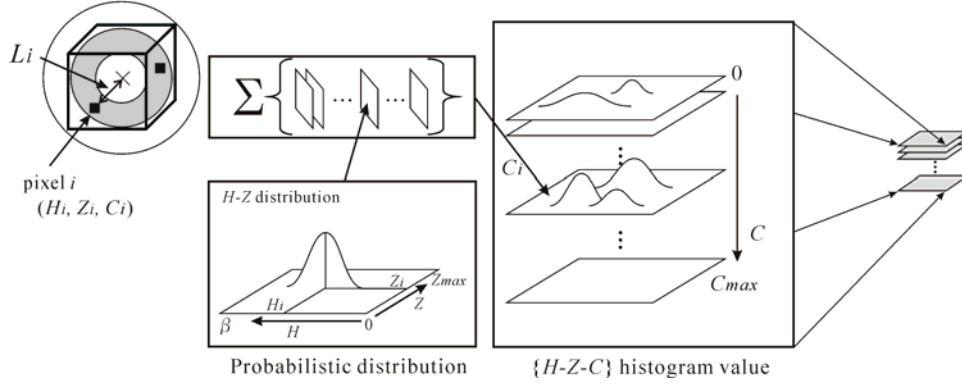 Li
pixel i
(Hi, Zi, Ci)
Σ { ... ... }
H-Z distribution
Zi
Zmax
Hi
Z
β
H
0
Probabilistic distribution
0
Ci
C
Cmax
{H-Z-C} histogram value